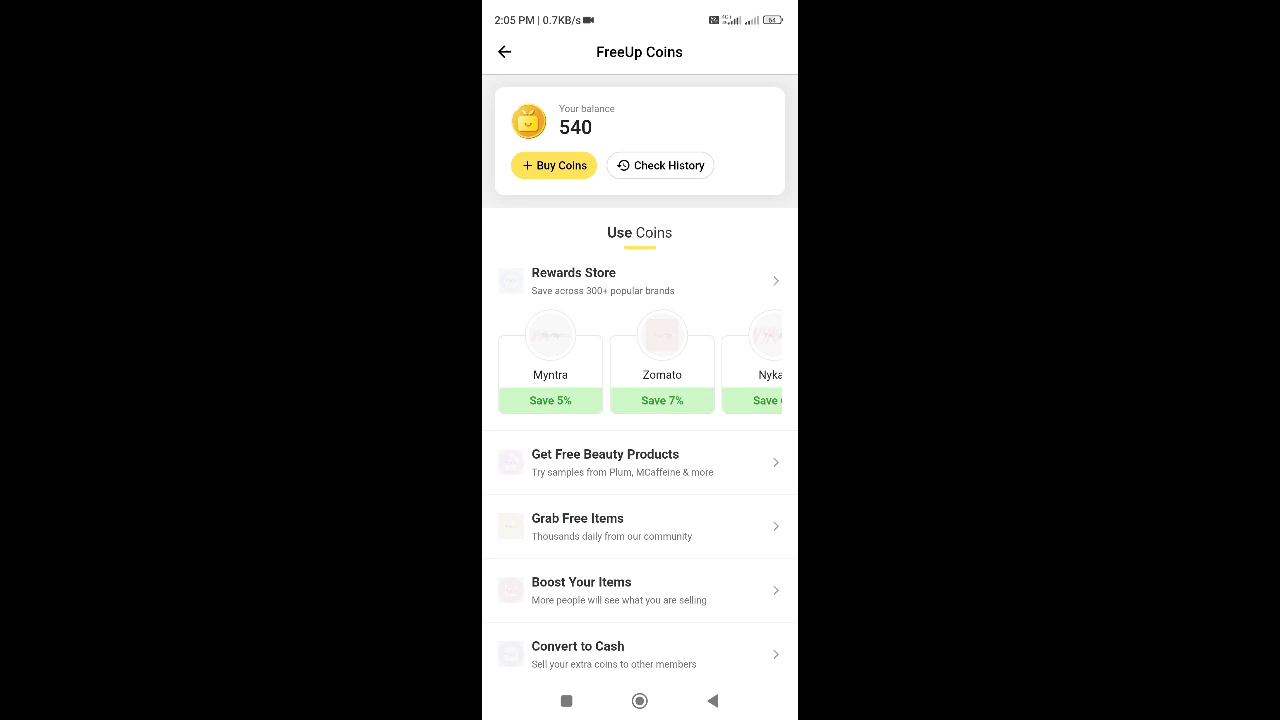 2:05 PM | 0.7KB/s
64
FreeUp Coins
Your balance
540
+ Buy Coins
Check History
Use Coins
Rewards Store
Save across 300+ popular brands
Myntra
Zomato
Nyka
Save 5%
Save 7%
Save
Get Free Beauty Products
Try samples from Plum, MCaffeine & more
Grab Free Items
Thousands daily from our community
Boost Your Items
More people will see what you are selling
Convert to Cash
Sell your extra coins to other members